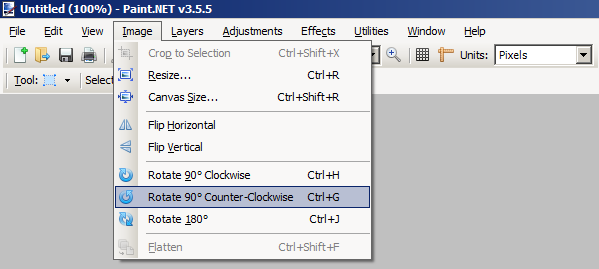 Untitled (100%) - Paint.NET v3.5.5
File Edit View Image Layers Adjustments Effects Utilities Window Help
Crop to Selection Ctrl+Shift+X
Units: Pixels
Resize... Ctrl+R
Tool: Selec
Canvas Size... Ctrl+Shift+R
Flip Horizontal
Flip Vertical
Rotate 90° Clockwise Ctrl+H
Rotate 90° Counter-Clockwise Ctrl+G
Rotate 180° Ctrl+J
Flatten Ctrl+Shift+F